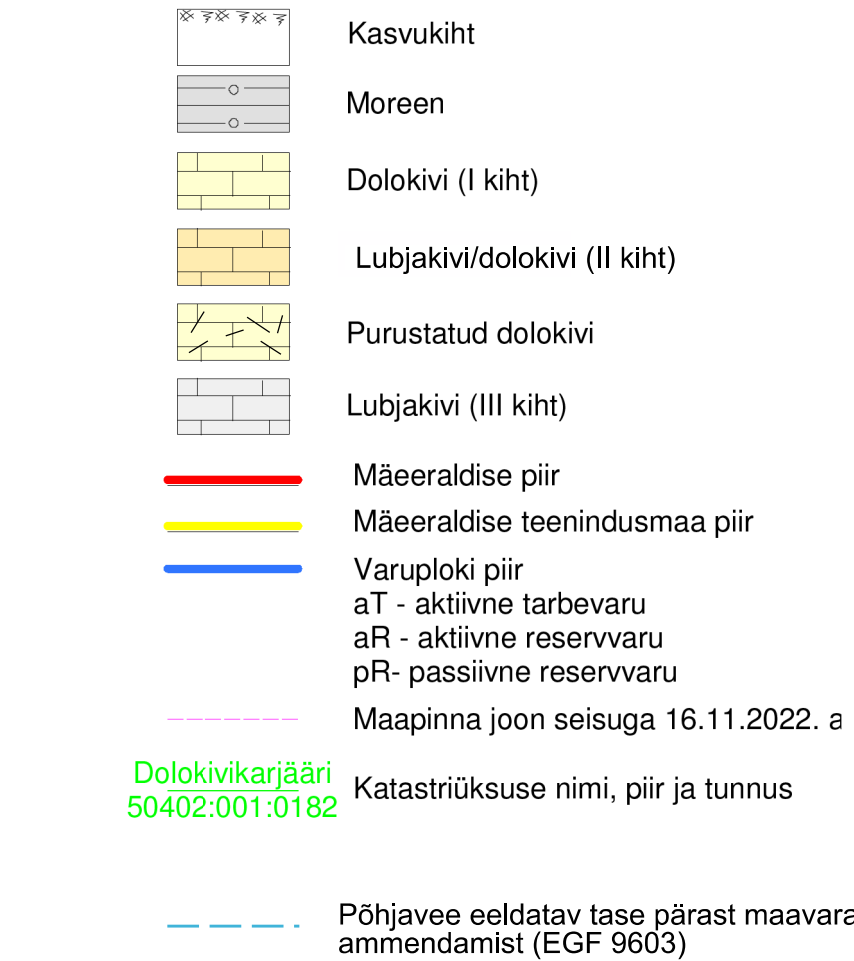 Kasvukiht
Moreen
Dolokivi (I kiht)
Lubjakivi/dolokivi (II kiht)
Purustatud dolokivi
Lubjakivi (III kiht)
Mäeeraldise piir
Mäeeraldise teenindusmaa piir
Varuploki piir
aT - aktiivne tarbevaru
aR - aktiivne reservvaru
pR- passiivne reservvaru
Maapinna joon seisuga 16.11.2022. a
Dolokivikarjääri
50402:001:0182
Katastriüksuse nimi, piir ja tunnus
Põhjavee eeldatav tase pärast maavara
ammendamist (EGF 9603)